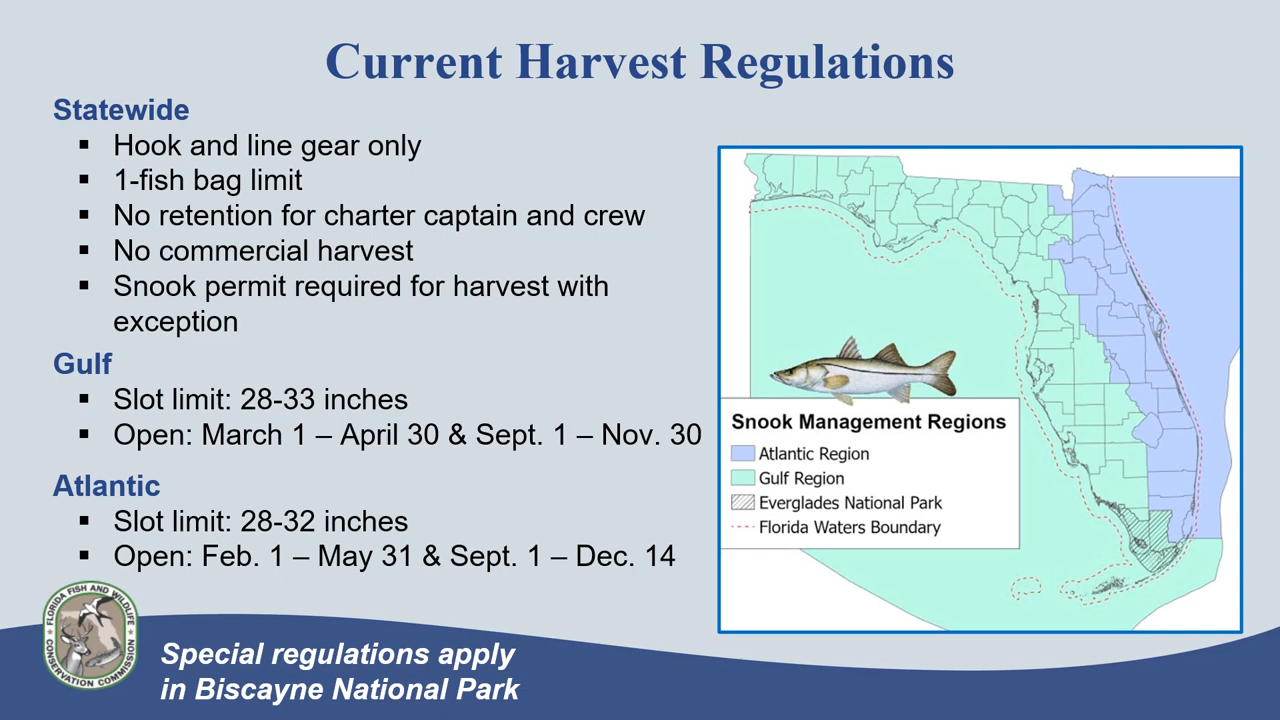 Current Harvest Regulations
Statewide
▪ Hook and line gear only
▪ 1-fish bag limit
▪ No retention for charter captain and crew
▪ No commercial harvest
▪ Snook permit required for harvest with
exception
Gulf
▪ Slot limit: 28-33 inches
▪ Open: March 1 – April 30 & Sept. 1 – Nov. 30
Atlantic
▪ Slot limit: 28-32 inches
▪ Open: Feb. 1 – May 31 & Sept. 1 – Dec. 14
Snook Management Regions
Atlantic Region
Gulf Region
Everglades National Park
Florida Waters Boundary
FLORIDA FISH AND WILDLIFE
CONSERVATION COMMISSION
Special regulations apply
in Biscayne National Park